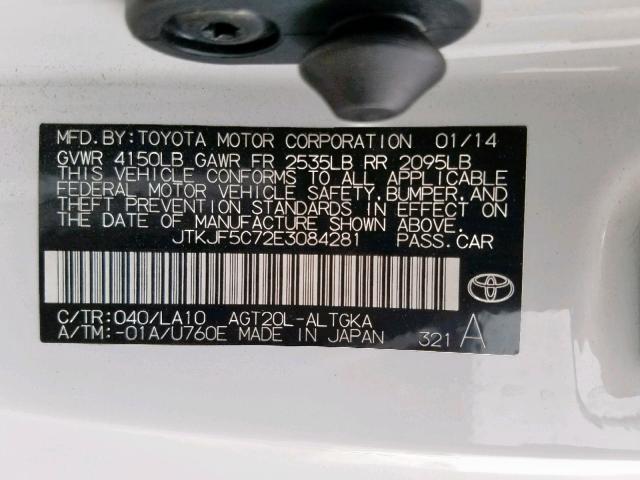 MFD.BY:TOYOTA MOTOR CORPORATION 01/14
GVWR 4150LB GAWR FR 2535LB RR 2095LB
THIS VEHICLE CONFORMS TO ALL APPLICABLE
FEDERAL MOTOR VEHICLE SAFETY,BUMPER,AND
THEFT PREVENTION STANDARDS IN EFFECT ON
THE DATE OF MANUFACTURE SHOWN ABOVE.
JTKJF5C72E3084281 PASS.CAR
C/TR:040/LA10 AGT20L-ALTGKA
A/TM:-01A/U760E MADE IN JAPAN 321 A